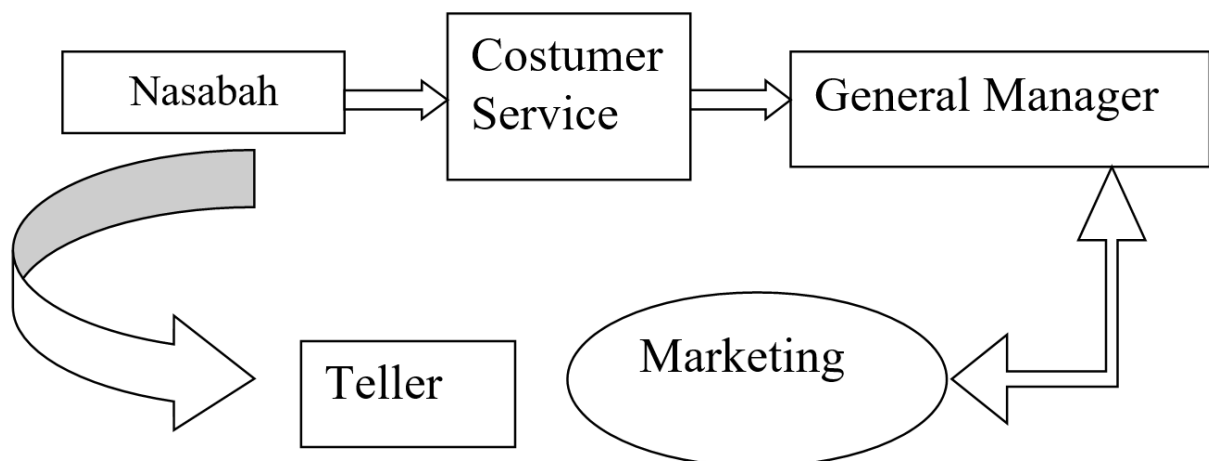 Nasabah
Costumer
Service
General Manager
Teller
Marketing